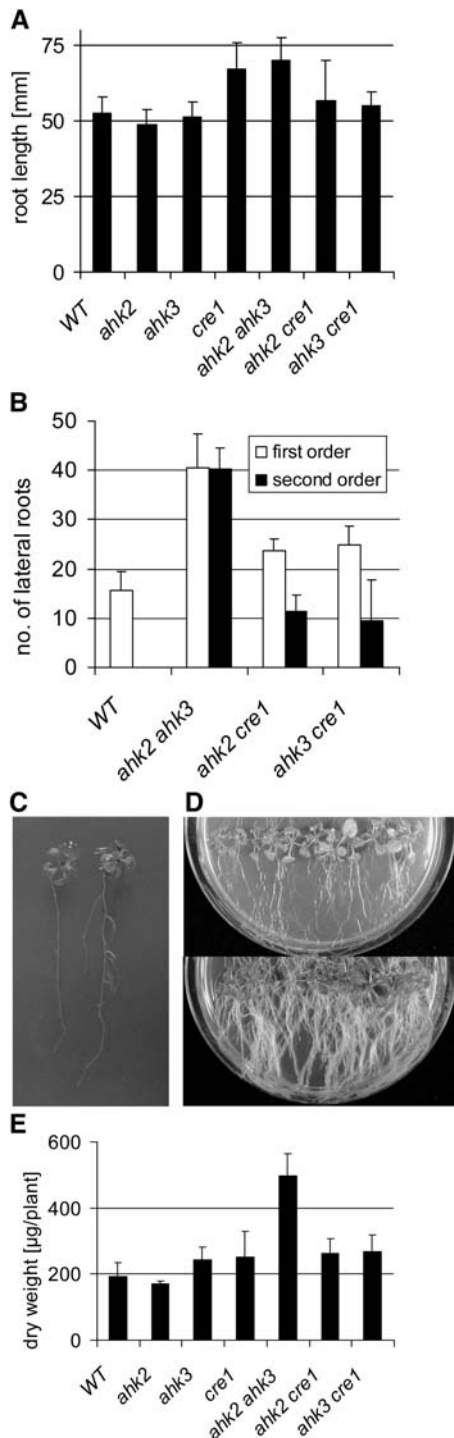 A
root length [mm]
75
50
25
0
WT
ahk2
ahk3
cre1
ahk2 ahk3
ahk2 cre1
ahk3 cre1
B
no. of lateral roots
50
40
30
20
10
0
first order
second order
WT
ahk2 ahk3
ahk2 cre1
ahk3 cre1
C
D
E
dry weight [µg/plant]
600
400
200
0
WT
ahk2
ahk3
cre1
ahk2 ahk3
ahk2 cre1
ahk3 cre1